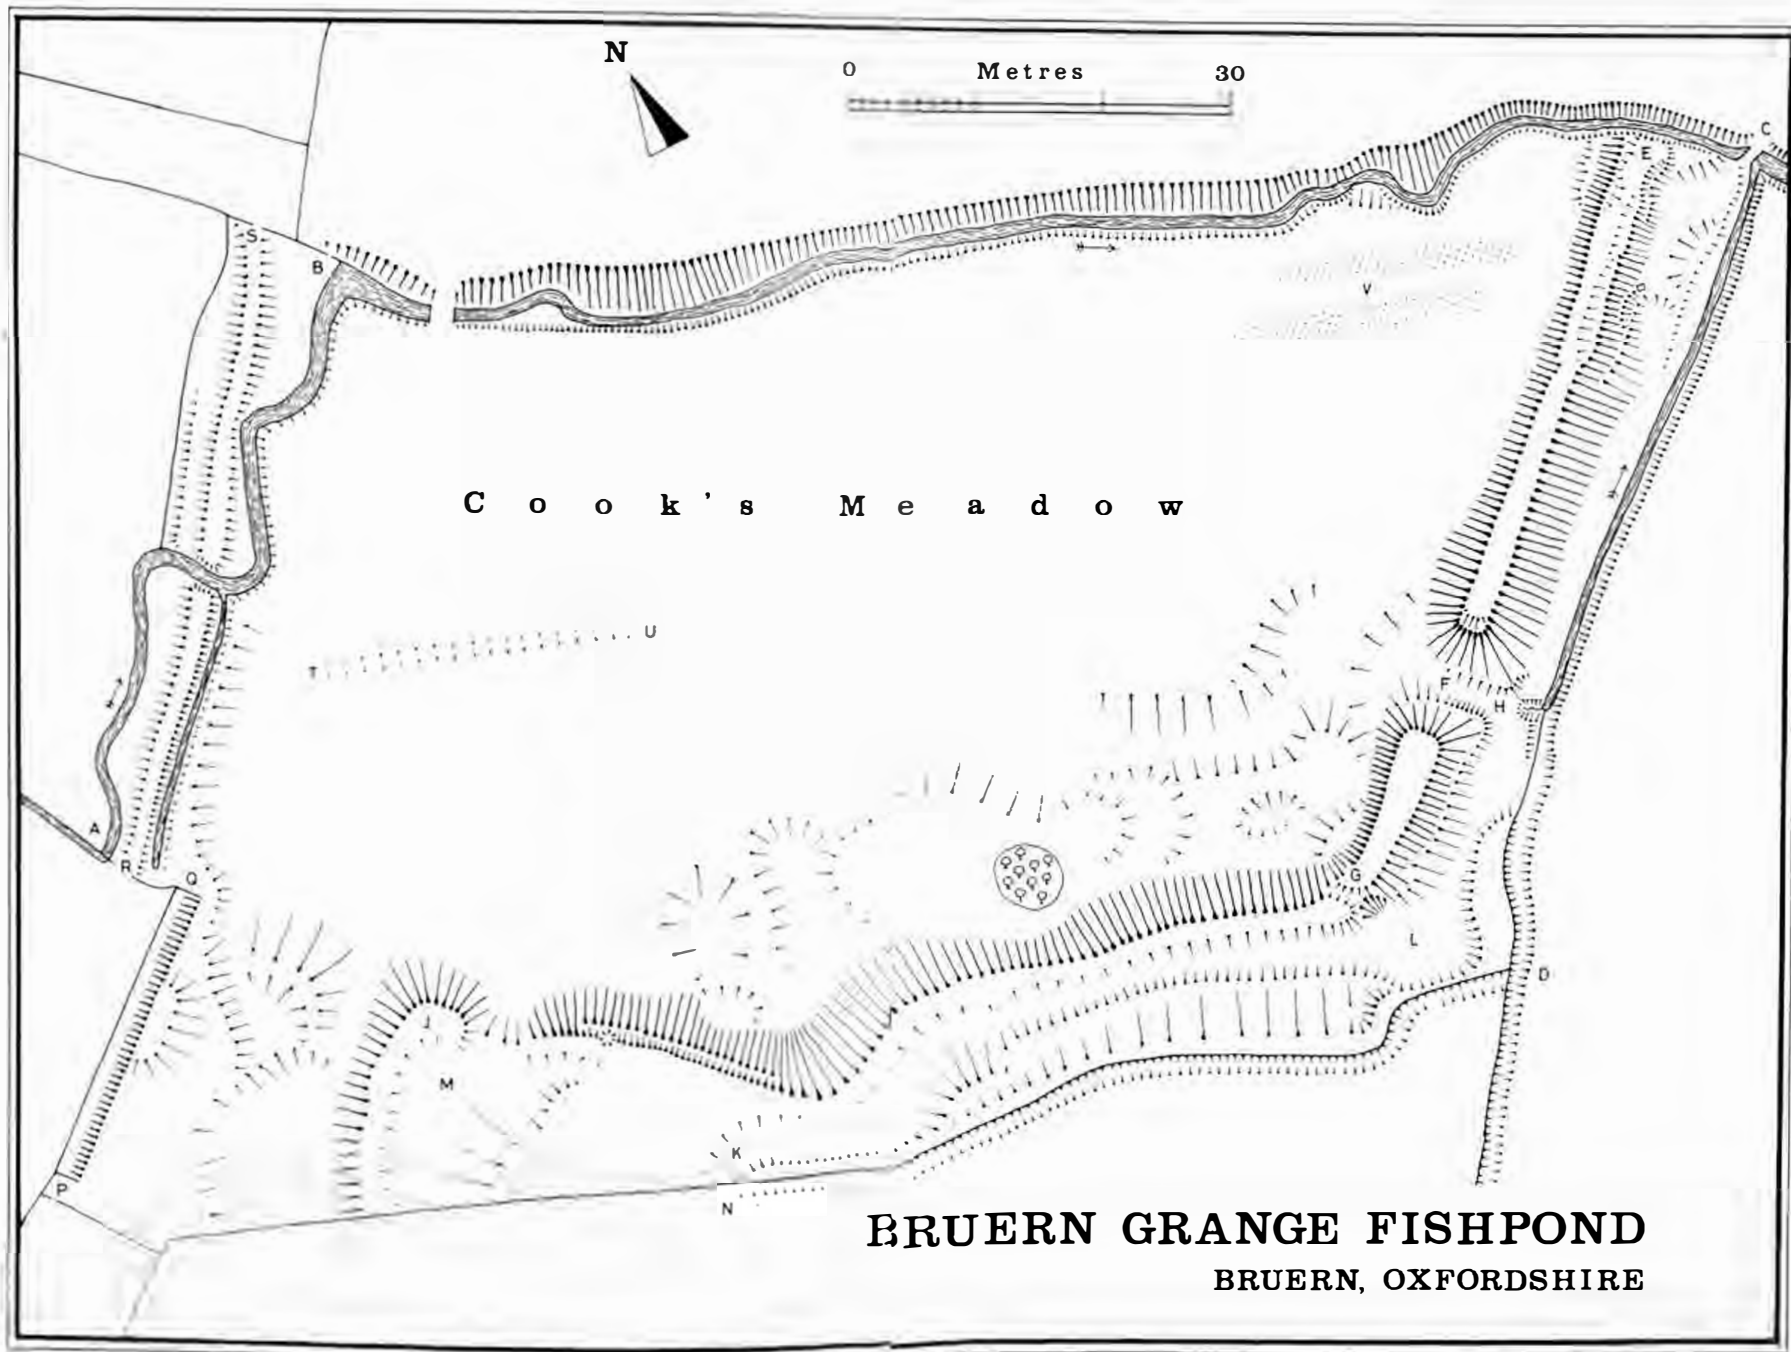 N
0 Metres 30
C
E
S
B
V
Cook's Meadow
U
T
F
H
A
R
Q
G
L
D
J
M
K
P
N
BRUERN GRANGE FISHPOND
BRUERN, OXFORDSHIRE